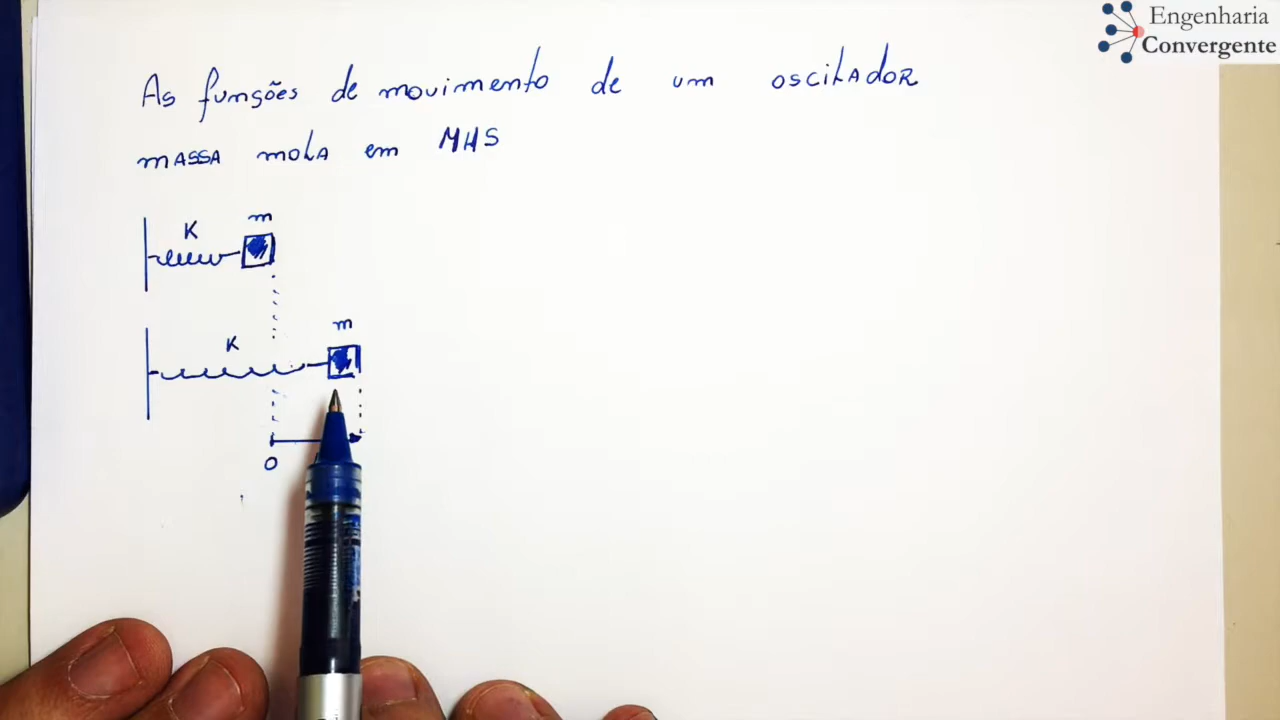 Engenharia
Convergente
As funções de movimento de um oscilador
massa mola em MHS
m
K
m
K
0